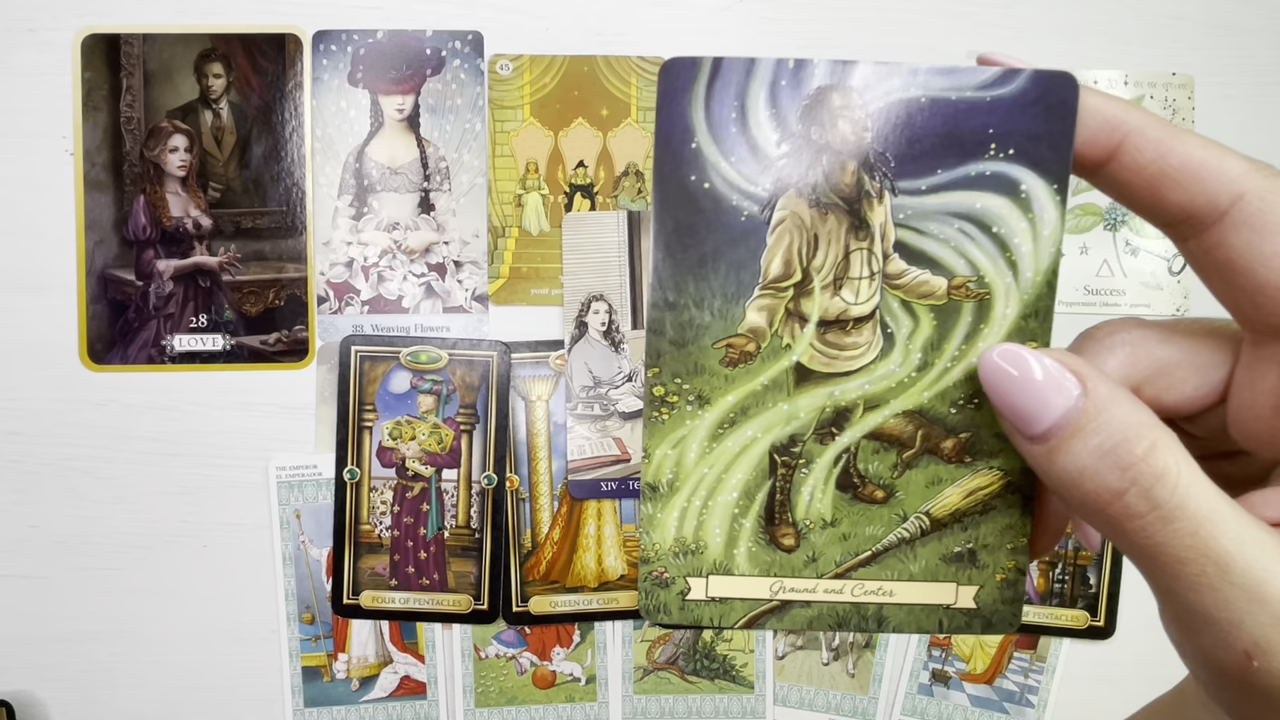 28
LOVE
33. Weaving Flowers
45
Success
Peppermint
THE EMPEROR
EL EMPERADOR
FOUR OF PENTACLES
QUEEN OF CUPS
XIV - TE
Ground and Center
OF PENTACLES